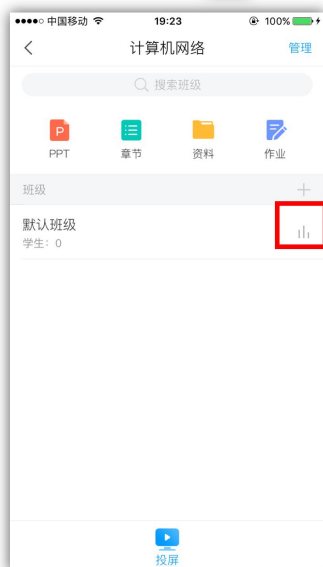 中国移动 19:23 100%
计算机网络 管理
搜索班级
P
PPT 章节 资料 作业
班级
默认班级
学生：0
投屏